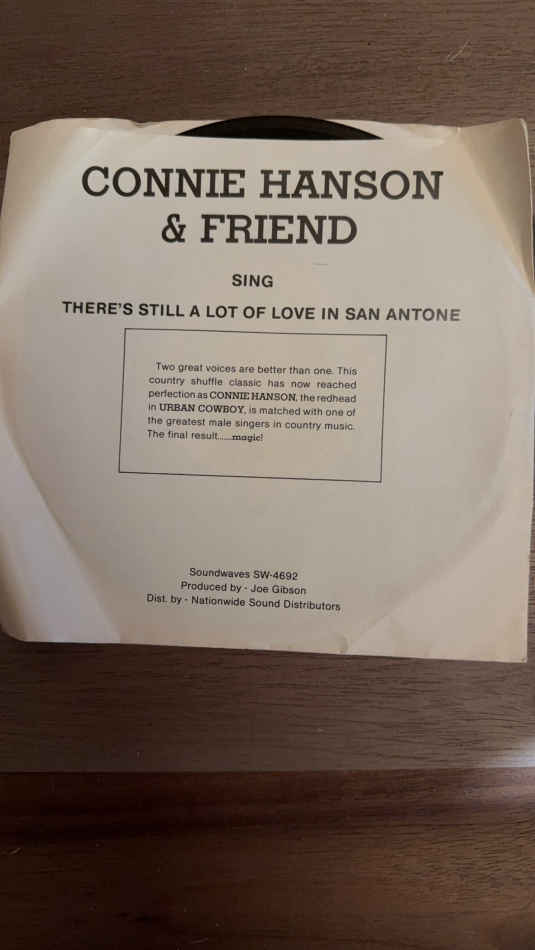 CONNIE HANSON
& FRIEND
SING
THERE'S STILL A LOT OF LOVE IN SAN ANTONE
Two great voices are better than one. This
country shuffle classic has now reached
perfection as CONNIE HANSON, the redhead
in URBAN COWBOY, is matched with one of
the greatest male singers in country music.
The final result......magic!
Soundwaves SW-4692
Produced by - Joe Gibson
Dist. by - Nationwide Sound Distributors